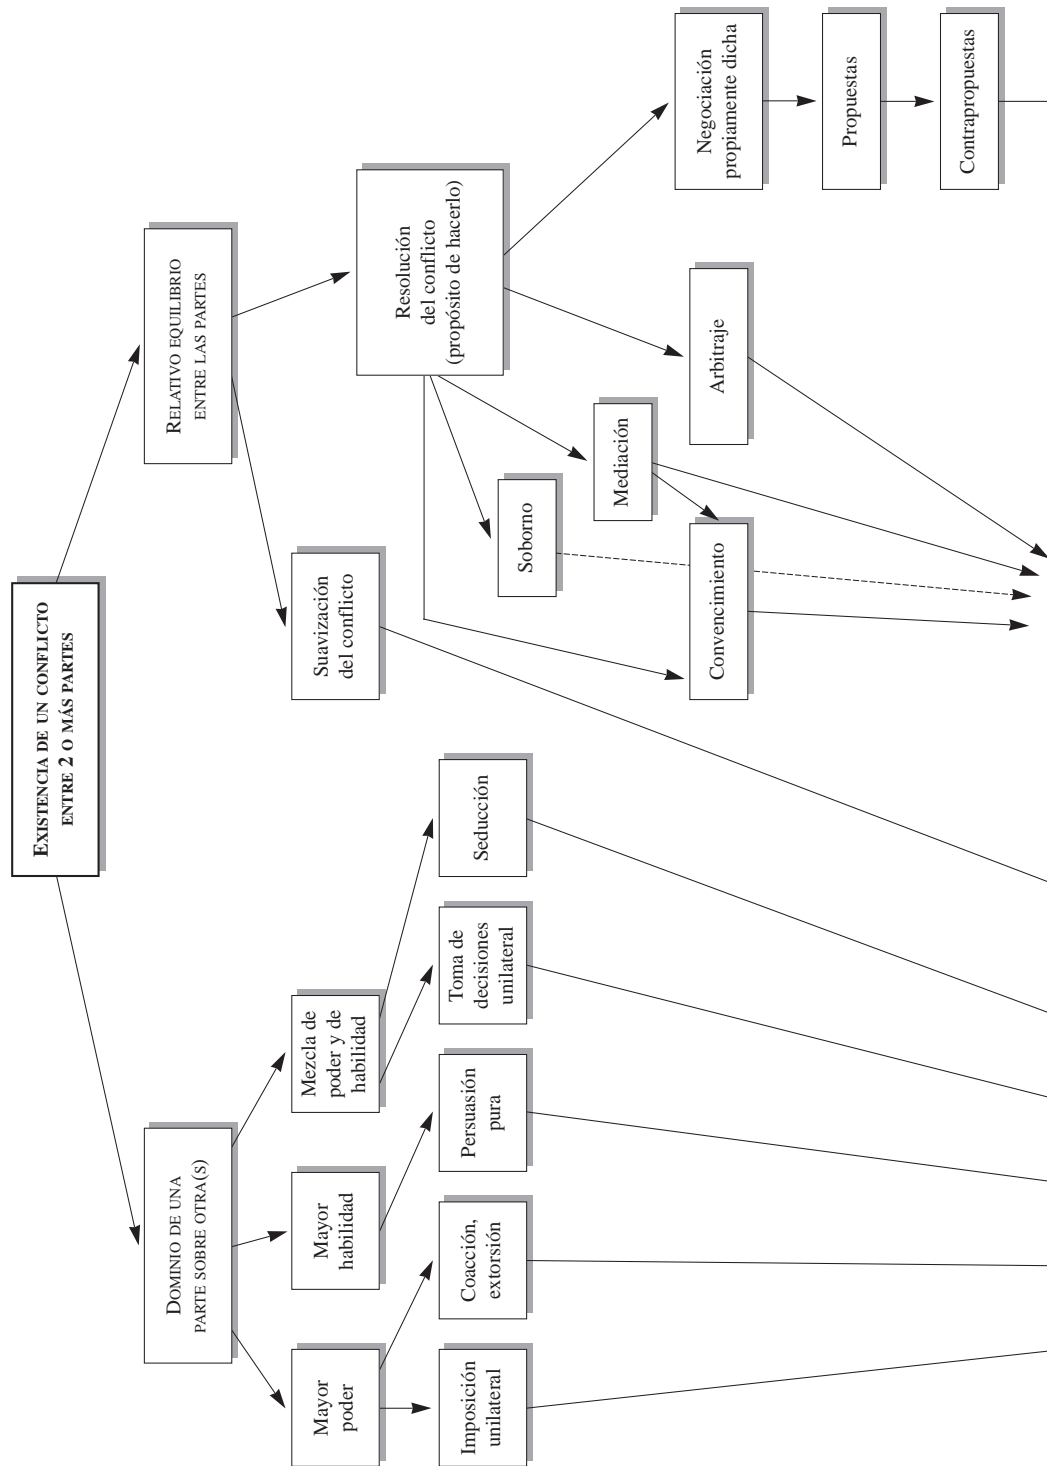 EXISTENCIA DE UN CONFLICTO
ENTRE 2 O MÁS PARTES
DOMINIO DE UNA
PARTE SOBRE OTRA(S)
RELATIVO EQUILIBRIO
ENTRE LAS PARTES
Mayor
poder
Mayor
habilidad
Mezcla de
poder y de
habilidad
Suavización
del conflicto
Resolución
del conflicto
(propósito de hacerlo)
Imposición
unilateral
Coacción,
extorsión
Persuasión
pura
Toma de
decisiones
unilateral
Seducción
Soborno
Mediación
Convencimiento
Arbitraje
Negociación
propiamente dicha
Propuestas
Contrapropuestas